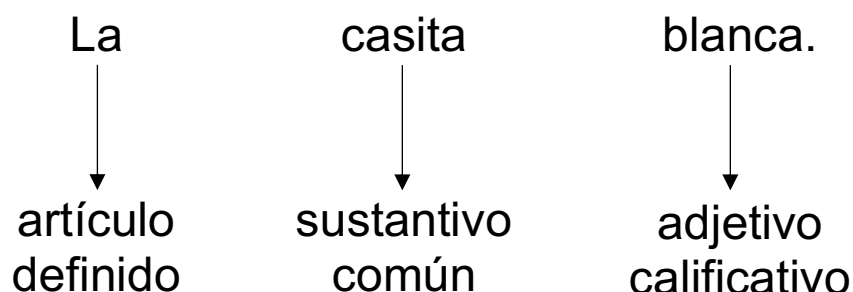 La casita blanca.
artículo sustantivo adjetivo
definido común calificativo